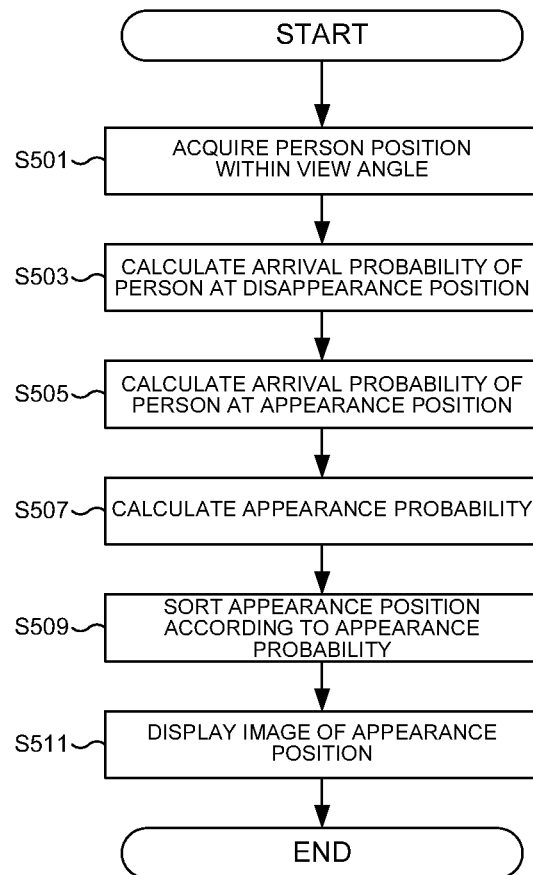 START
S501
ACQUIRE PERSON POSITION
WITHIN VIEW ANGLE
S503
CALCULATE ARRIVAL PROBABILITY OF
PERSON AT DISAPPEARANCE POSITION
S505
CALCULATE ARRIVAL PROBABILITY OF
PERSON AT APPEARANCE POSITION
S507
CALCULATE APPEARANCE PROBABILITY
S509
SORT APPEARANCE POSITION
ACCORDING TO APPEARANCE
PROBABILITY
S511
DISPLAY IMAGE OF APPEARANCE
POSITION
END